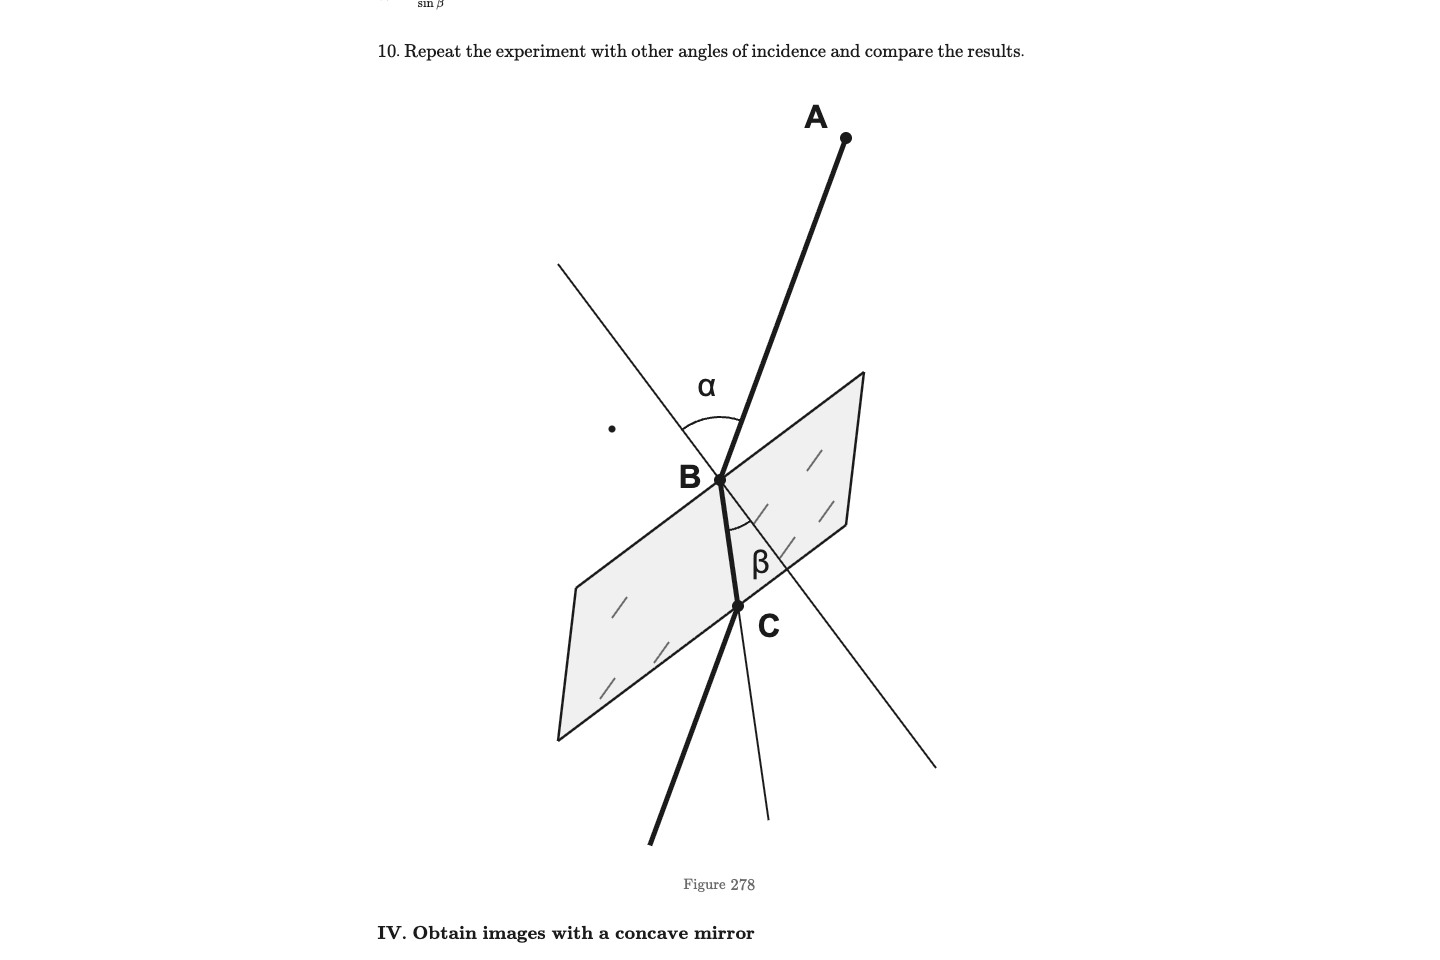 sin β
10. Repeat the experiment with other angles of incidence and compare the results.
A
α
B
β
C
Figure 278
IV. Obtain images with a concave mirror